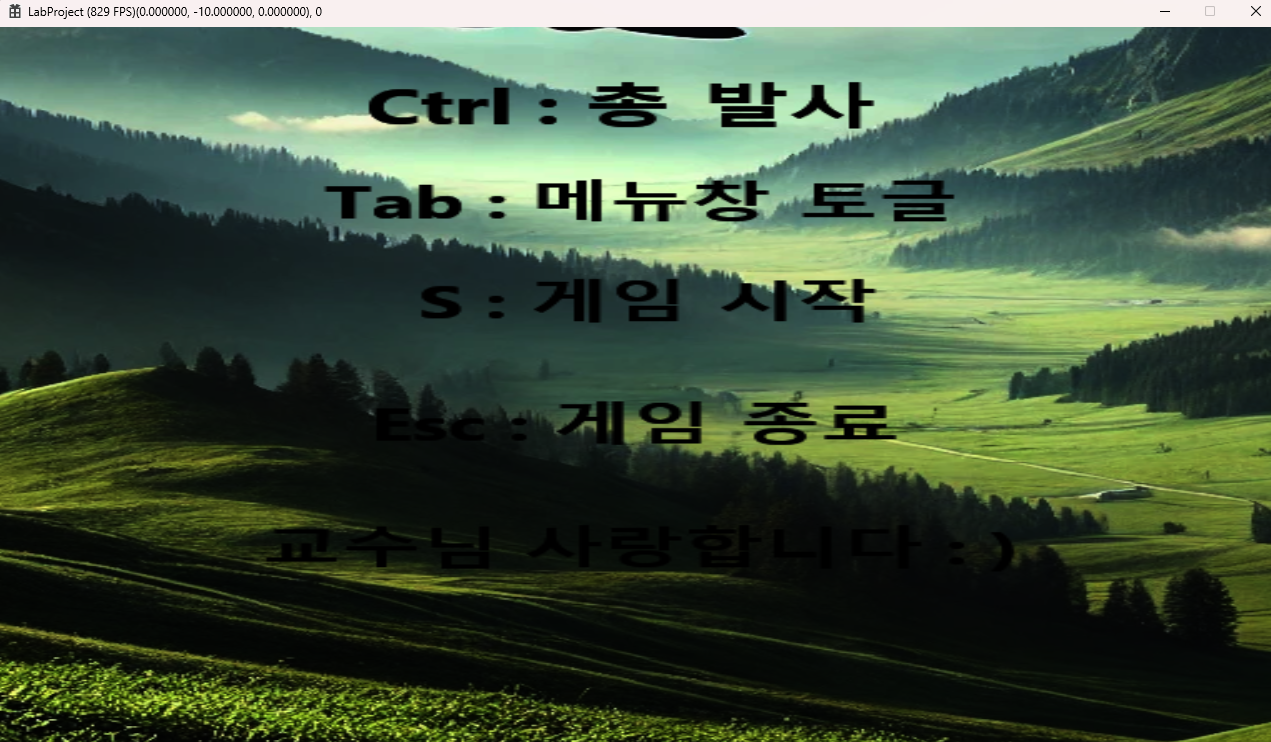 LabProject (829 FPS)(0.000000, -10.000000, 0.000000), 0
Ctrl : 총 발사
Tab : 메뉴창 토글
S : 게임 시작
Esc : 게임 종료
교수님 사랑합니다 : )